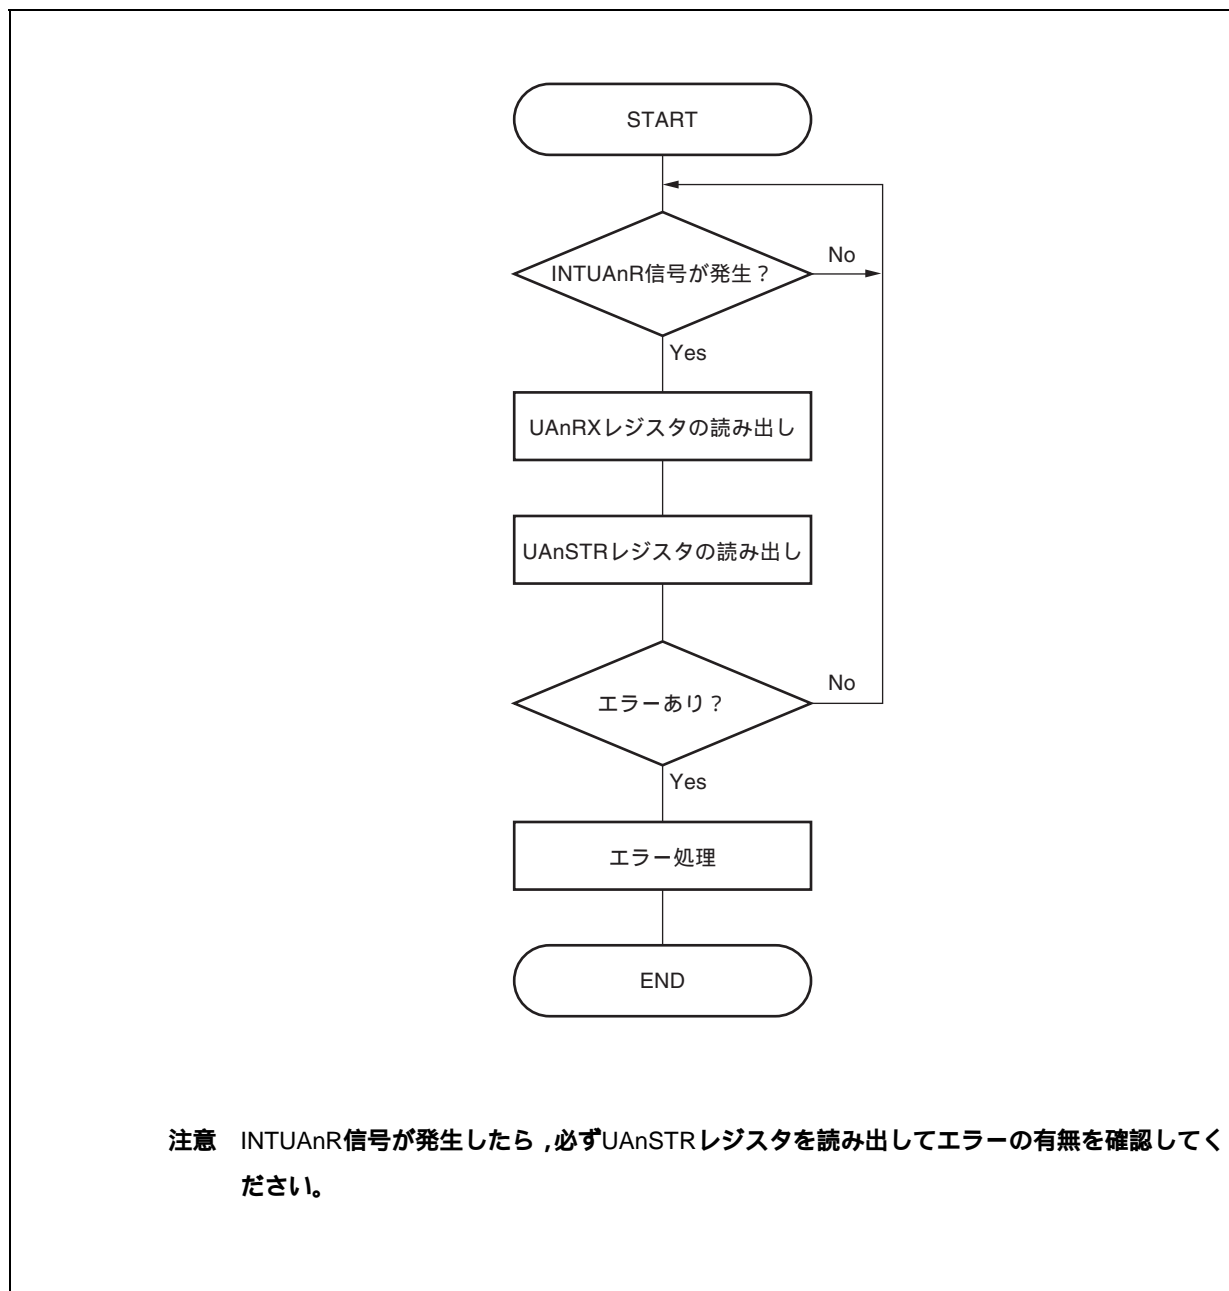 START
INTUAnR信号が発生？
No
Yes
UAnRXレジスタの読み出し
UAnSTRレジスタの読み出し
エラーあり？
No
Yes
エラー処理
END
注意 INTUAnR信号が発生したら，必ずUAnSTRレジスタを読み出してエラーの有無を確認してく
ださい。